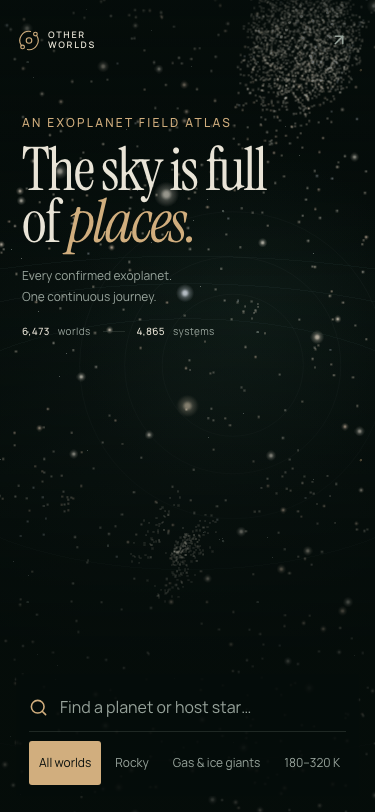 OTHER
WORLDS
AN EXOPLANET FIELD ATLAS
The sky is full
of places.
Every confirmed exoplanet.
One continuous journey.
6,473 worlds 4,865 systems
Find a planet or host star...
All worlds Rocky Gas & ice giants 180–320 K